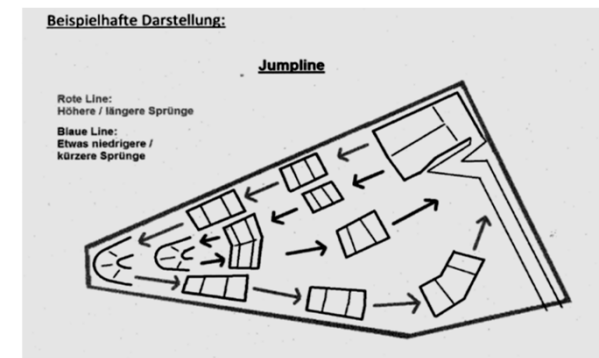 Beispielhafte Darstellung:
Jumpline
Rote Line:
Höhere / längere Sprünge
Blaue Line:
Etwas niedrigere /
kürzere Sprünge